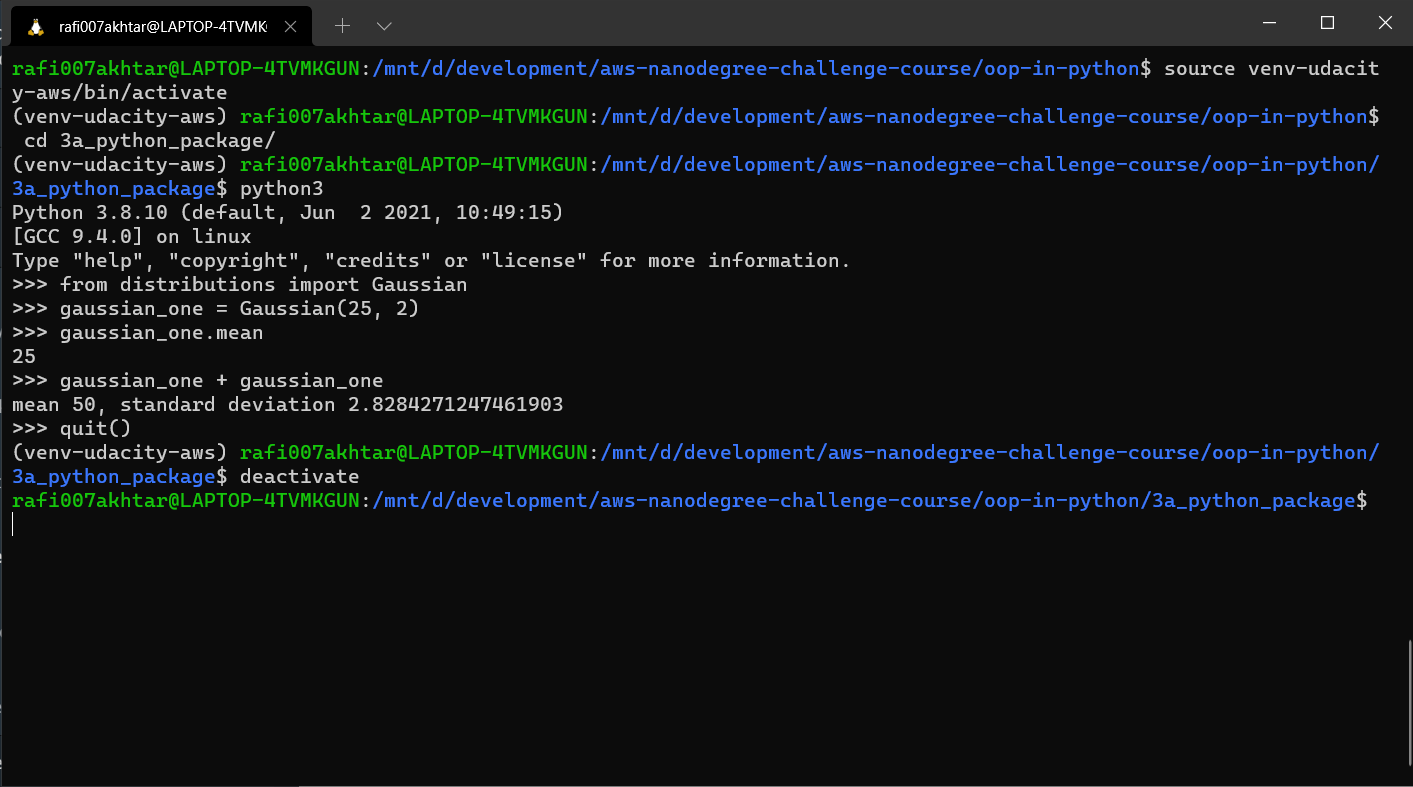 rafi007akhtar@LAPTOP-4TVMK
rafi007akhtar@LAPTOP-4TVMKGUN:/mnt/d/development/aws-nanodegree-challenge-course/oop-in-python$ source venv-udacit
y-aws/bin/activate
(venv-udacity-aws) rafi007akhtar@LAPTOP-4TVMKGUN:/mnt/d/development/aws-nanodegree-challenge-course/oop-in-python$
 cd 3a_python_package/
(venv-udacity-aws) rafi007akhtar@LAPTOP-4TVMKGUN:/mnt/d/development/aws-nanodegree-challenge-course/oop-in-python/
3a_python_package$ python3
Python 3.8.10 (default, Jun  2 2021, 10:49:15)
[GCC 9.4.0] on linux
Type "help", "copyright", "credits" or "license" for more information.
>>> from distributions import Gaussian
>>> gaussian_one = Gaussian(25, 2)
>>> gaussian_one.mean
25
>>> gaussian_one + gaussian_one
mean 50, standard deviation 2.8284271247461903
>>> quit()
(venv-udacity-aws) rafi007akhtar@LAPTOP-4TVMKGUN:/mnt/d/development/aws-nanodegree-challenge-course/oop-in-python/
3a_python_package$ deactivate
rafi007akhtar@LAPTOP-4TVMKGUN:/mnt/d/development/aws-nanodegree-challenge-course/oop-in-python/3a_python_package$